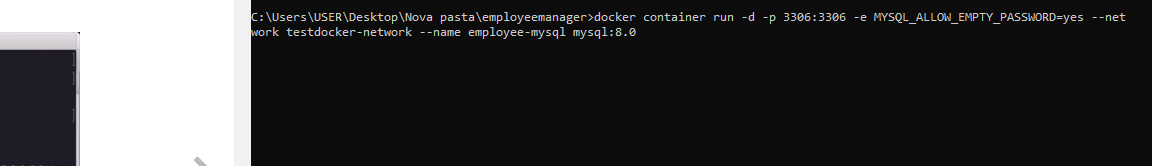 C:\Users\USER\Desktop\Nova pasta\employeemanager>docker container run -d -p 3306:3306 -e MYSQL_ALLOW_EMPTY_PASSWORD=yes --net
work testdocker-network --name employee-mysql mysql:8.0